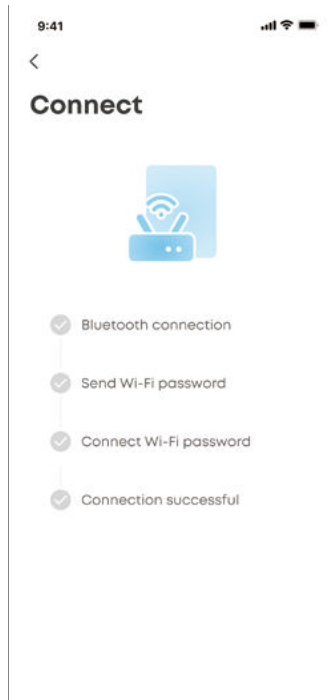 9:41
Connect
Bluetooth connection
Send Wi-Fi password
Connect Wi-Fi password
Connection successful